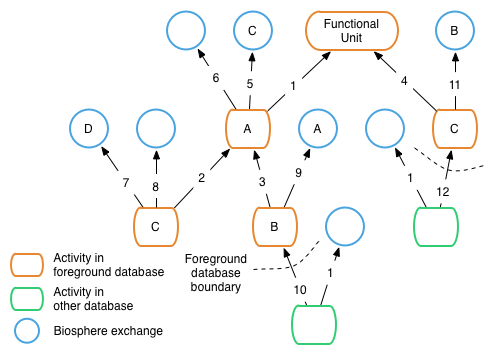 Functional
Unit
C
B
6
5
1
4
11
D
A
A
C
7
8
2
3
9
1
12
C
B
Foreground
database
boundary
10
1
Activity in
foreground database
Activity in
other database
Biosphere exchange